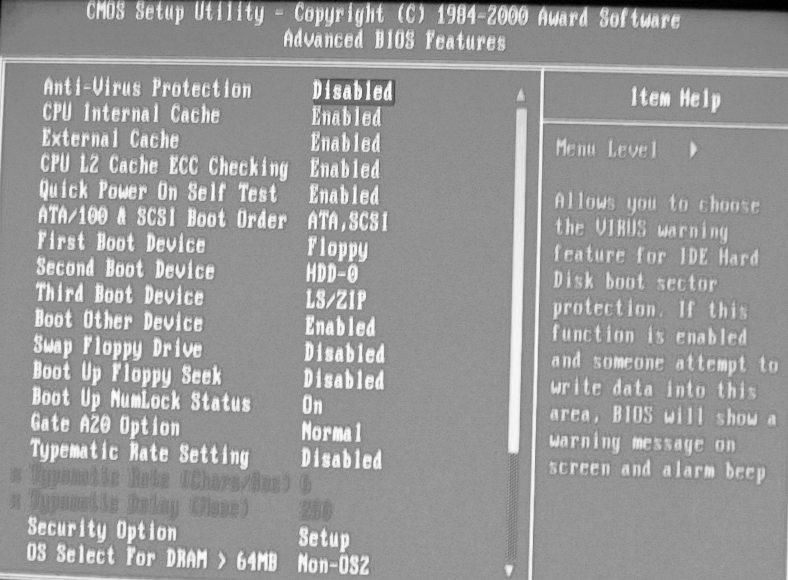 CMOS Setup Utility - Copyright (C) 1984-2000 Award Software
Advanced BIOS Features
Anti-Virus Protection Disabled
CPU Internal Cache Enabled
External Cache Enabled
CPU L2 Cache ECC Checking Enabled
Quick Power On Self Test Enabled
ATA/100 & SCSI Boot Order ATA,SCSI
First Boot Device Floppy
Second Boot Device HDD-0
Third Boot Device LS/ZIP
Boot Other Device Enabled
Swap Floppy Drive Disabled
Boot Up Floppy Seek Disabled
Boot Up NumLock Status On
Gate A20 Option Normal
Typematic Rate Setting Disabled
x Typematic Rate (Chars/Sec) 6
x Typematic Delay (Msec) 250
Security Option Setup
OS Select For DRAM > 64MB Non-OS2
Item Help
Menu Level
Allows you to choose
the VIRUS warning
feature for IDE Hard
Disk boot sector
protection. If this
function is enabled
and someone attempt to
write data into this
area, BIOS will show a
warning message on
screen and alarm beep